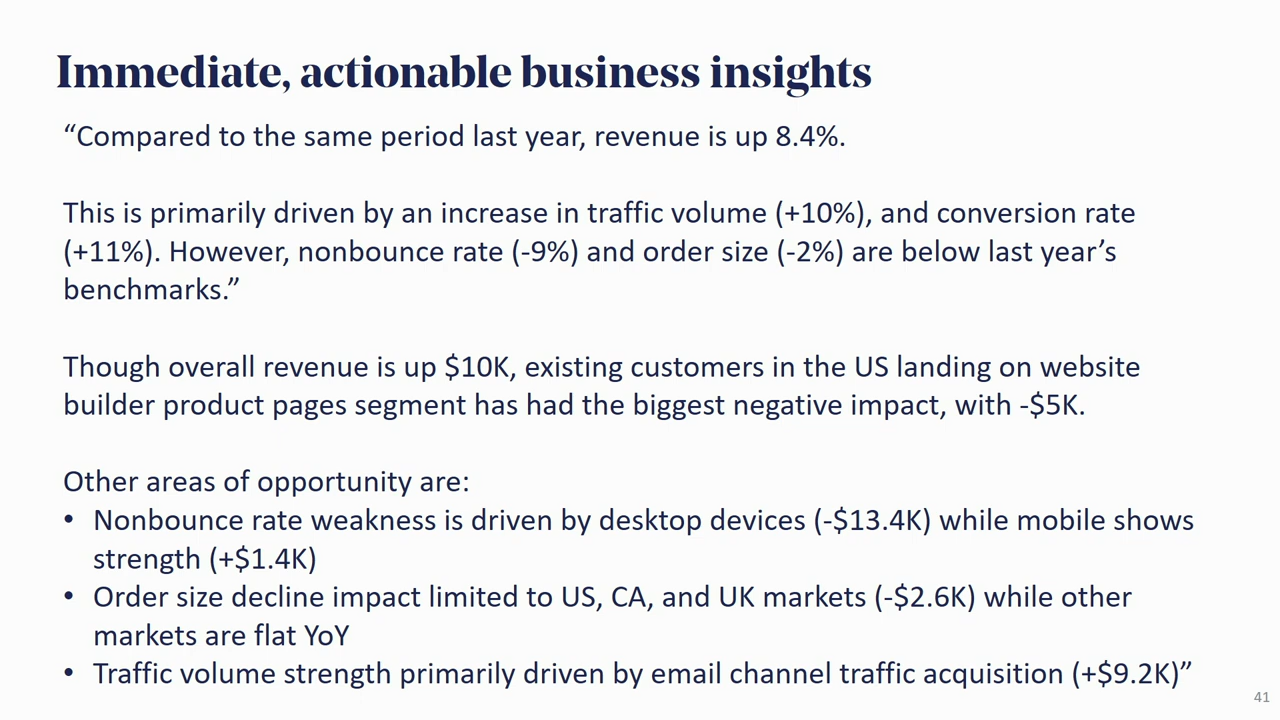 Immediate, actionable business insights
“Compared to the same period last year, revenue is up 8.4%.
This is primarily driven by an increase in traffic volume (+10%), and conversion rate
(+11%). However, nonbounce rate (-9%) and order size (-2%) are below last year’s
benchmarks.”
Though overall revenue is up $10K, existing customers in the US landing on website
builder product pages segment has had the biggest negative impact, with -$5K.
Other areas of opportunity are:
• Nonbounce rate weakness is driven by desktop devices (-$13.4K) while mobile shows
strength (+$1.4K)
• Order size decline impact limited to US, CA, and UK markets (-$2.6K) while other
markets are flat YoY
• Traffic volume strength primarily driven by email channel traffic acquisition (+$9.2K)”
41